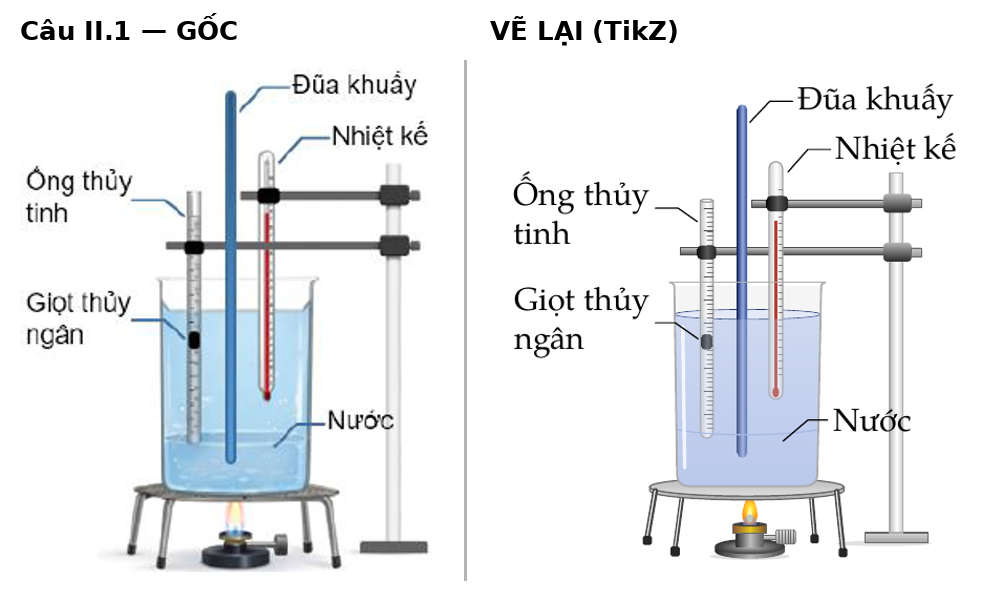 Câu II.1 — GỐC
Đũa khuấy
Nhiệt kế
Ống thủy
tinh
Giọt thủy
ngân
Nước
VẼ LẠI (TikZ)
Đũa khuấy
Nhiệt kế
Ống thủy
tinh
Giọt thủy
ngân
Nước